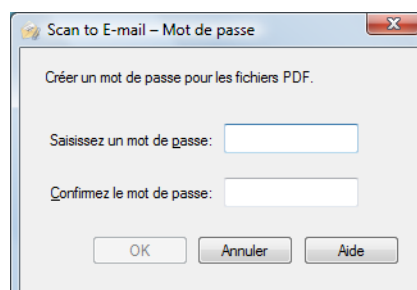 Scan to E-mail – Mot de passe
Créer un mot de passe pour les fichiers PDF.
Saisissez un mot de passe:
Confirmez le mot de passe:
OK Annuler Aide